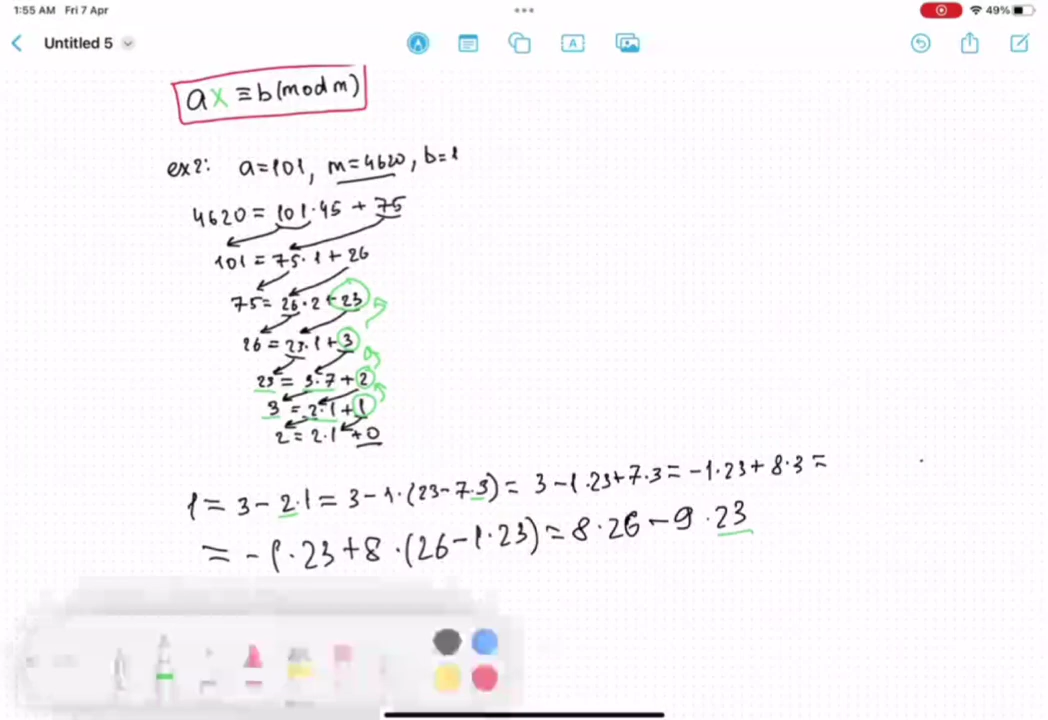 1:55 AM Fri 7 Apr
49%
Untitled 5
ax ≡ b (mod m)
ex2: a=101, m=4620, b=1
4620 = 101·45 + 75
101 = 75·1 + 26
75 = 26·2 + 23
26 = 23·1 + 3
23 = 3·7 + 2
3 = 2·1 + 1
2 = 2·1 + 0
1 = 3 − 2·1 = 3 − 1·(23 − 7·3) = 3 − 1·23 + 7·3 = −1·23 + 8·3 =
= −1·23 + 8·(26 − 1·23) = 8·26 − 9·23